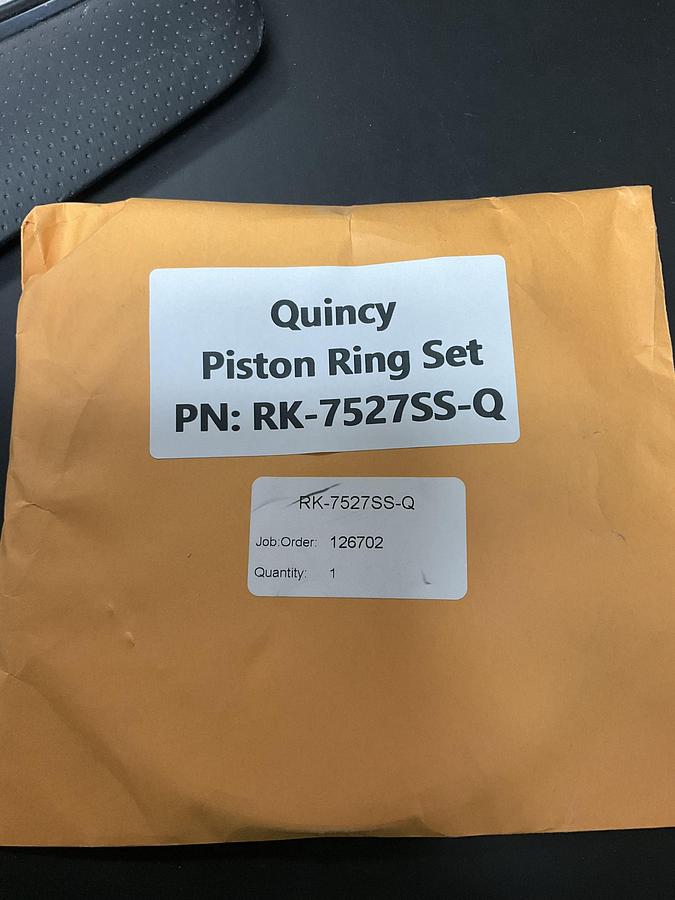 Quincy
Piston Ring Set
PN: RK-7527SS-Q
RK-7527SS-Q
Job:Order: 126702
Quantity: 1